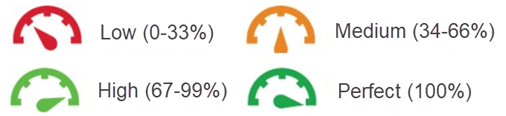 Low (0-33%)
Medium (34-66%)
High (67-99%)
Perfect (100%)